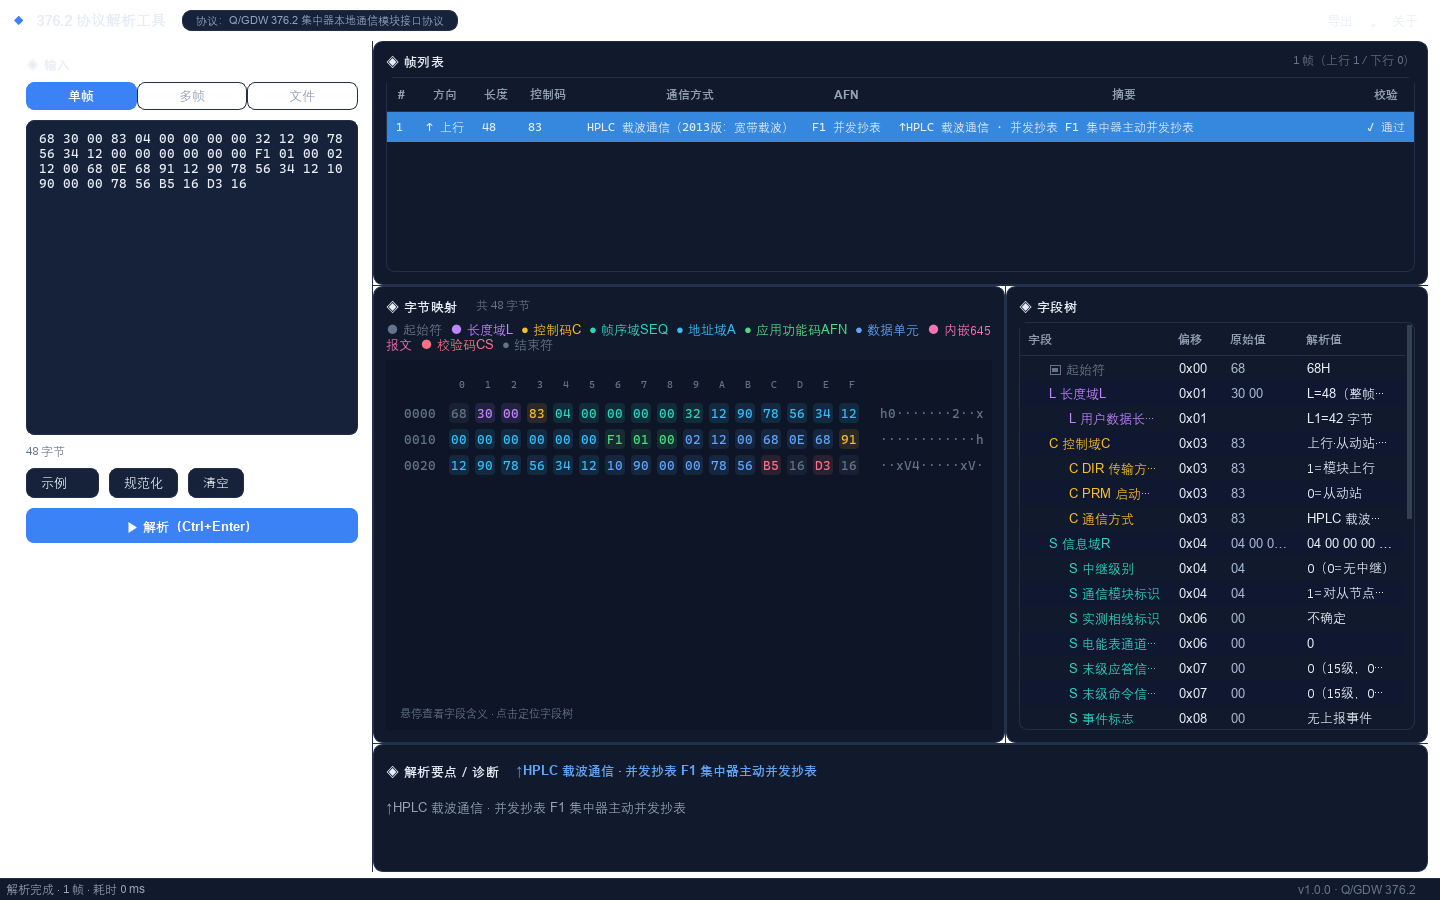 ◆ 376.2 协议解析工具 协议：Q/GDW 376.2 集中器本地通信模块接口协议 导出 关于
◈ 输入
单帧 多帧 文件
68 30 00 83 04 00 00 00 00 32 12 90 78
56 34 12 00 00 00 00 00 00 F1 01 00 02
12 00 68 0E 68 91 12 90 78 56 34 12 10
90 00 00 78 56 B5 16 D3 16
48 字节
示例 规范化 清空
▶ 解析（Ctrl+Enter）
◈ 帧列表 1 帧（上行 1 / 下行 0）
# 方向 长度 控制码 通信方式 AFN 摘要 校验
1 ↑ 上行 48 83 HPLC 载波通信（2013版：宽带载波） F1 并发抄表 ↑HPLC 载波通信 · 并发抄表 F1 集中器主动并发抄表 ✓ 通过
◈ 字节映射 共 48 字节
● 起始符 ● 长度域L ● 控制码C ● 帧序域SEQ ● 地址域A ● 应用功能码AFN ● 数据单元 ● 内嵌645
报文 ● 校验码CS ● 结束符
0 1 2 3 4 5 6 7 8 9 A B C D E F
0000 68 30 00 83 04 00 00 00 00 32 12 90 78 56 34 12 h0·······2··x
0010 00 00 00 00 00 00 F1 01 00 02 12 00 68 0E 68 91 ············h
0020 12 90 78 56 34 12 10 90 00 00 78 56 B5 16 D3 16 ··xV4·····xV·
悬停查看字段含义 · 点击定位字段树
◈ 字段树
字段 偏移 原始值 解析值
▣ 起始符 0x00 68 68H
L 长度域L 0x01 30 00 L=48（整帧…
L 用户数据长… 0x01 L1=42 字节
C 控制域C 0x03 83 上行·从动站·…
C DIR 传输方… 0x03 83 1=模块上行
C PRM 启动… 0x03 83 0=从动站
C 通信方式 0x03 83 HPLC 载波…
S 信息域R 0x04 04 00 0… 04 00 00 00 …
S 中继级别 0x04 04 0（0=无中继）
S 通信模块标识 0x04 04 1=对从节点…
S 实测相线标识 0x06 00 不确定
S 电能表通道… 0x06 00 0
S 末级应答信… 0x07 00 0（15级，0…
S 末级命令信… 0x07 00 0（15级，0…
S 事件标志 0x08 00 无上报事件
◈ 解析要点 / 诊断 ↑HPLC 载波通信 · 并发抄表 F1 集中器主动并发抄表
↑HPLC 载波通信 · 并发抄表 F1 集中器主动并发抄表
解析完成 · 1 帧 · 耗时 0 ms v1.0.0 · Q/GDW 376.2